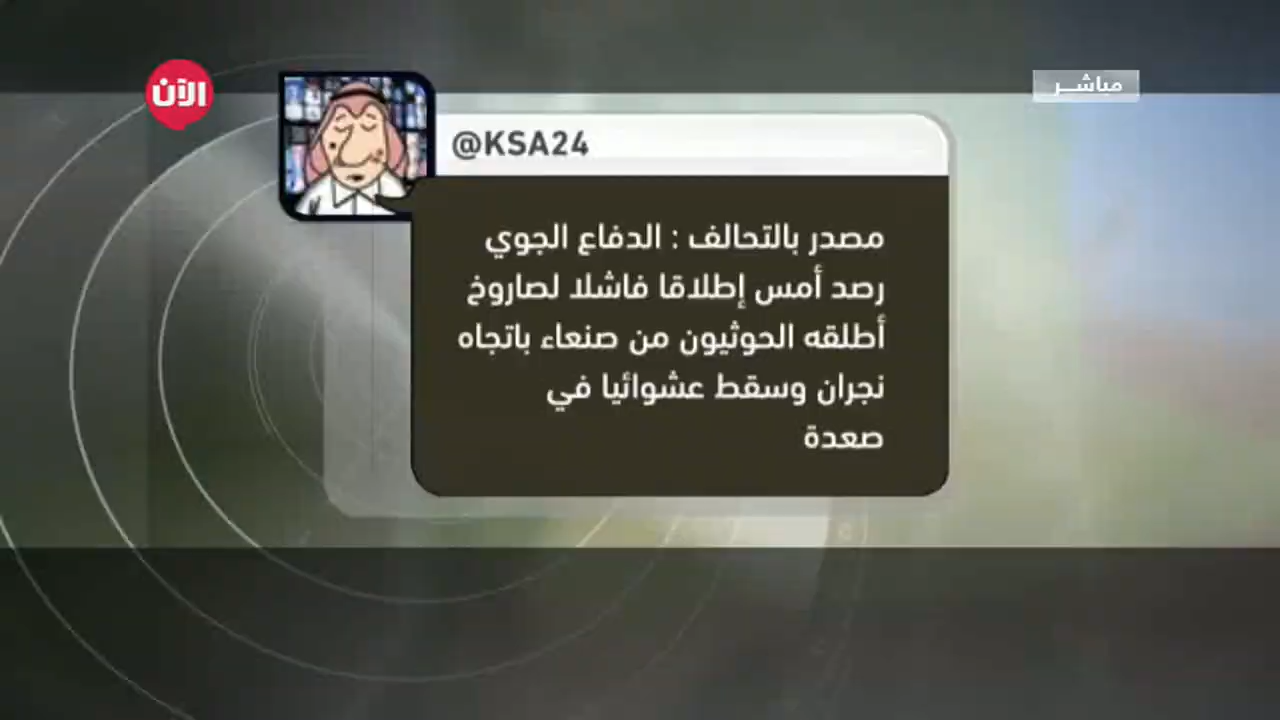 الآن
مباشر
@KSA24
مصدر بالتحالف : الدفاع الجوي
رصد أمس إطلاقا فاشلا لصاروخ
أطلقه الحوثيون من صنعاء باتجاه
نجران وسقط عشوائيا في
صعدة